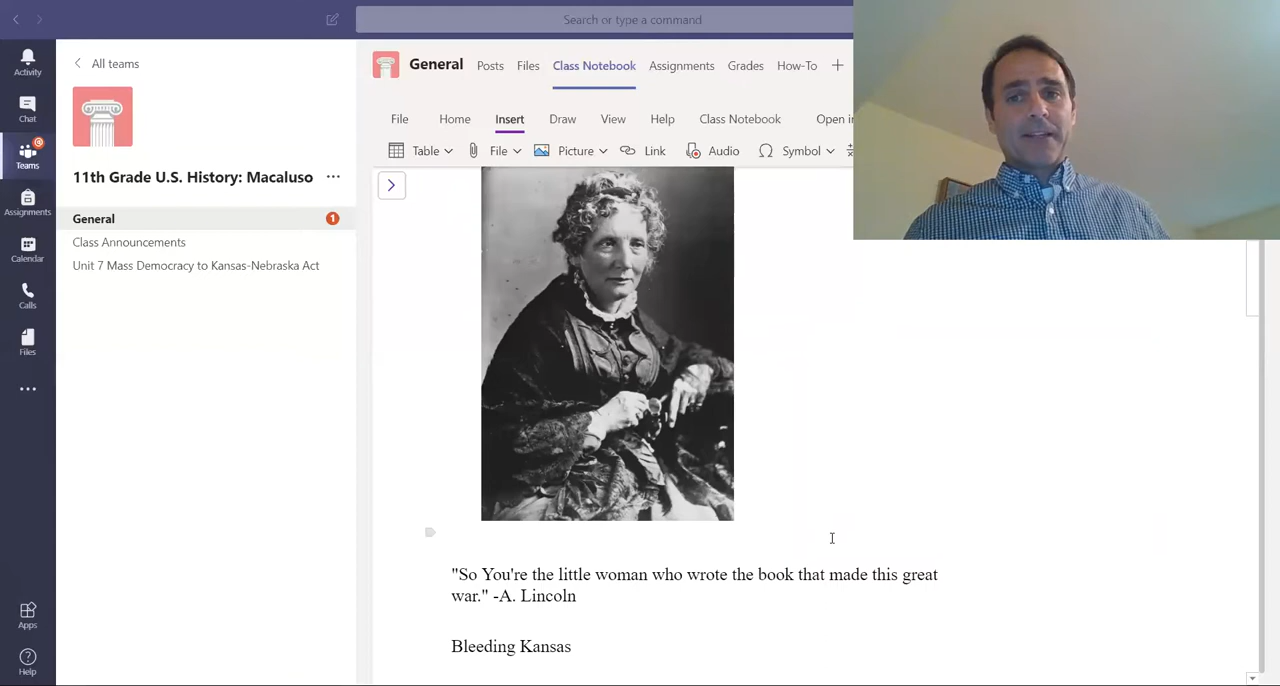 Search or type a command
Activity
Chat
Teams
Assignments
Calendar
Calls
Files
Apps
Help
All teams
11th Grade U.S. History: Macaluso
General
1
Class Announcements
Unit 7 Mass Democracy to Kansas-Nebraska Act
General Posts Files Class Notebook Assignments Grades How-To
File Home Insert Draw View Help Class Notebook Open in
Table File Picture Link Audio Symbol
"So You're the little woman who wrote the book that made this great
war." -A. Lincoln
Bleeding Kansas